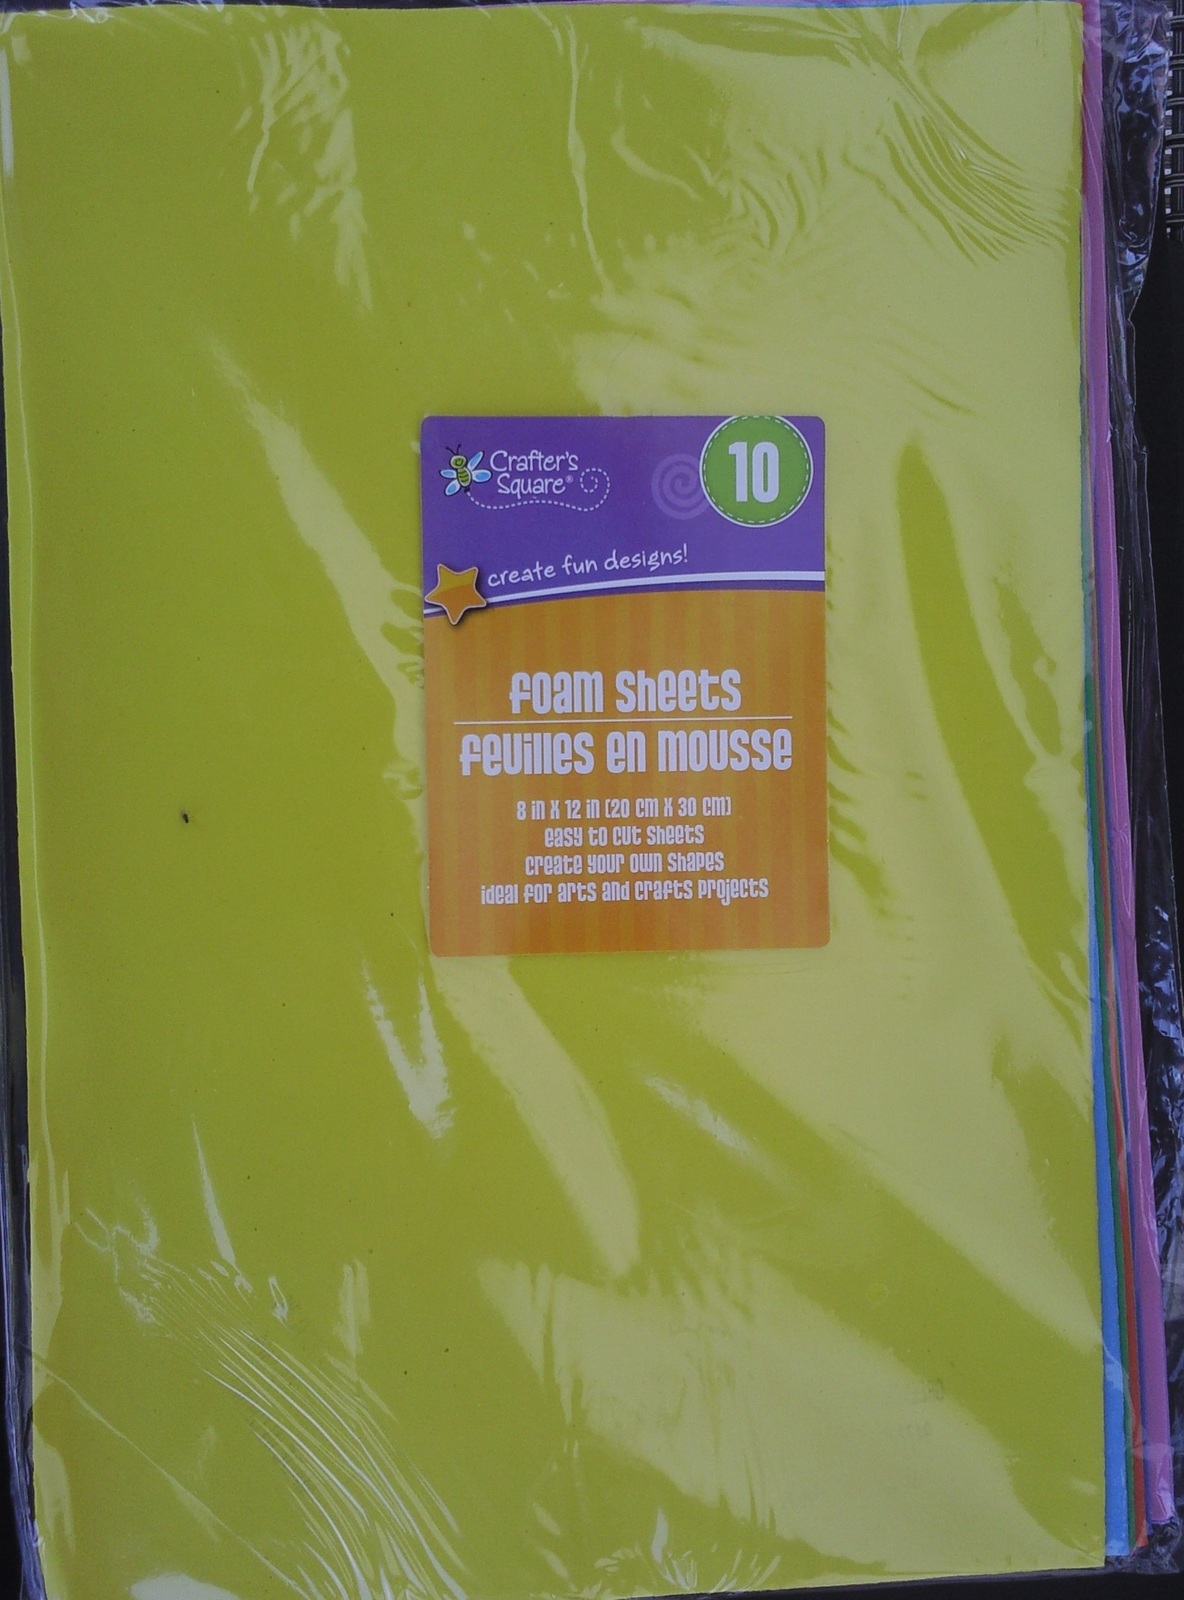 Crafter's
Square®
10
create fun designs!
foam sheets
feuilles en mousse
8 in x 12 in (20 cm x 30 cm)
easy to cut sheets
create your own shapes
ideal for arts and crafts projects